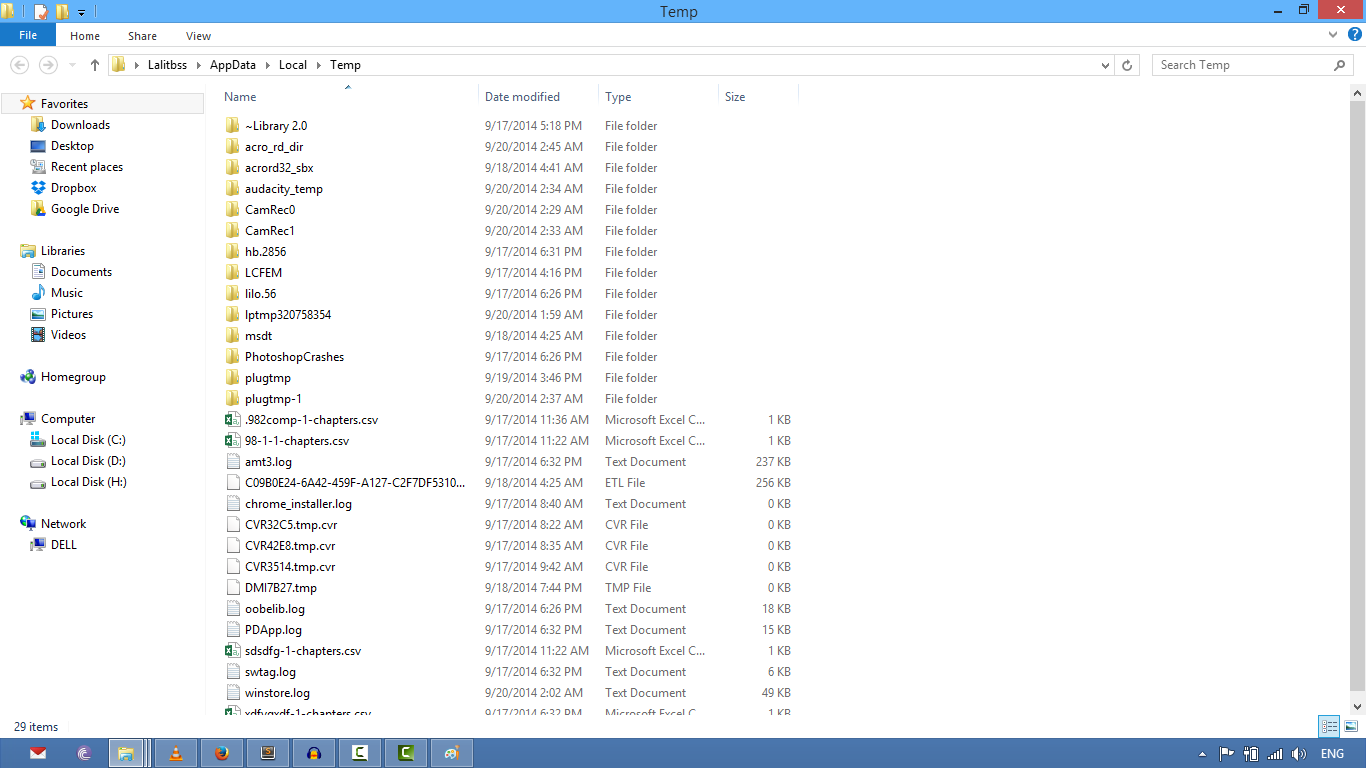 Temp
File Home Share View
Lalitbss AppData Local Temp Search Temp
Name Date modified Type Size
Favorites
Downloads
Desktop
Recent places
Dropbox
Google Drive
Libraries
Documents
Music
Pictures
Videos
Homegroup
Computer
Local Disk (C:)
Local Disk (D:)
Local Disk (H:)
Network
DELL
~Library 2.0 9/17/2014 5:18 PM File folder
acro_rd_dir 9/20/2014 2:45 AM File folder
acrord32_sbx 9/18/2014 4:41 AM File folder
audacity_temp 9/20/2014 2:34 AM File folder
CamRec0 9/20/2014 2:29 AM File folder
CamRec1 9/20/2014 2:33 AM File folder
hb.2856 9/17/2014 6:31 PM File folder
LCFEM 9/17/2014 4:16 PM File folder
lilo.56 9/17/2014 6:26 PM File folder
lptmp320758354 9/20/2014 1:59 AM File folder
msdt 9/18/2014 4:25 AM File folder
PhotoshopCrashes 9/17/2014 6:26 PM File folder
plugtmp 9/19/2014 3:46 PM File folder
plugtmp-1 9/20/2014 2:37 AM File folder
.982comp-1-chapters.csv 9/17/2014 11:36 AM Microsoft Excel C... 1 KB
98-1-1-chapters.csv 9/17/2014 11:22 AM Microsoft Excel C... 1 KB
amt3.log 9/17/2014 6:32 PM Text Document 237 KB
C09B0E24-6A42-459F-A127-C2F7DF5310... 9/18/2014 4:25 AM ETL File 256 KB
chrome_installer.log 9/17/2014 8:40 AM Text Document 0 KB
CVR32C5.tmp.cvr 9/17/2014 8:22 AM CVR File 0 KB
CVR42E8.tmp.cvr 9/17/2014 8:35 AM CVR File 0 KB
CVR3514.tmp.cvr 9/17/2014 9:42 AM CVR File 0 KB
DMI7B27.tmp 9/18/2014 7:44 PM TMP File 0 KB
oobelib.log 9/17/2014 6:26 PM Text Document 18 KB
PDApp.log 9/17/2014 6:32 PM Text Document 15 KB
sdsdfg-1-chapters.csv 9/17/2014 11:22 AM Microsoft Excel C... 1 KB
swtag.log 9/17/2014 6:32 PM Text Document 6 KB
winstore.log 9/20/2014 2:02 AM Text Document 49 KB
9/17/2014 6:32 PM Microsoft Excel C... 1 KB
29 items
ENG